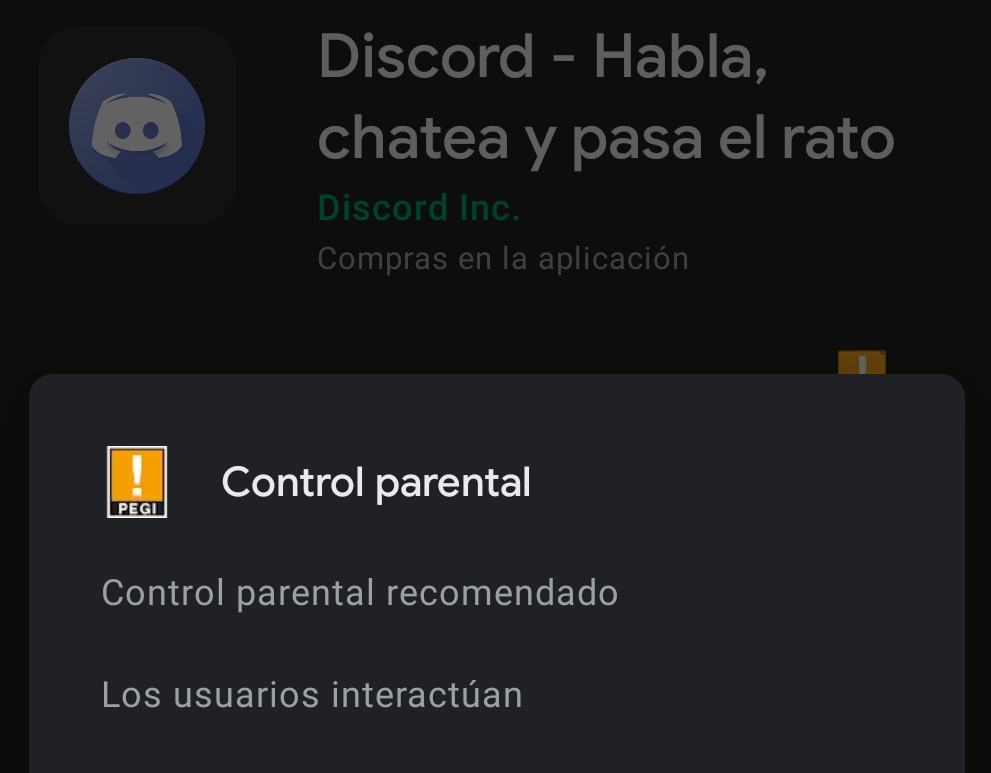 Discord - Habla,
chatea y pasa el rato
Discord Inc.
Compras en la aplicación
!
!
PEGI
Control parental
Control parental recomendado
Los usuarios interactúan